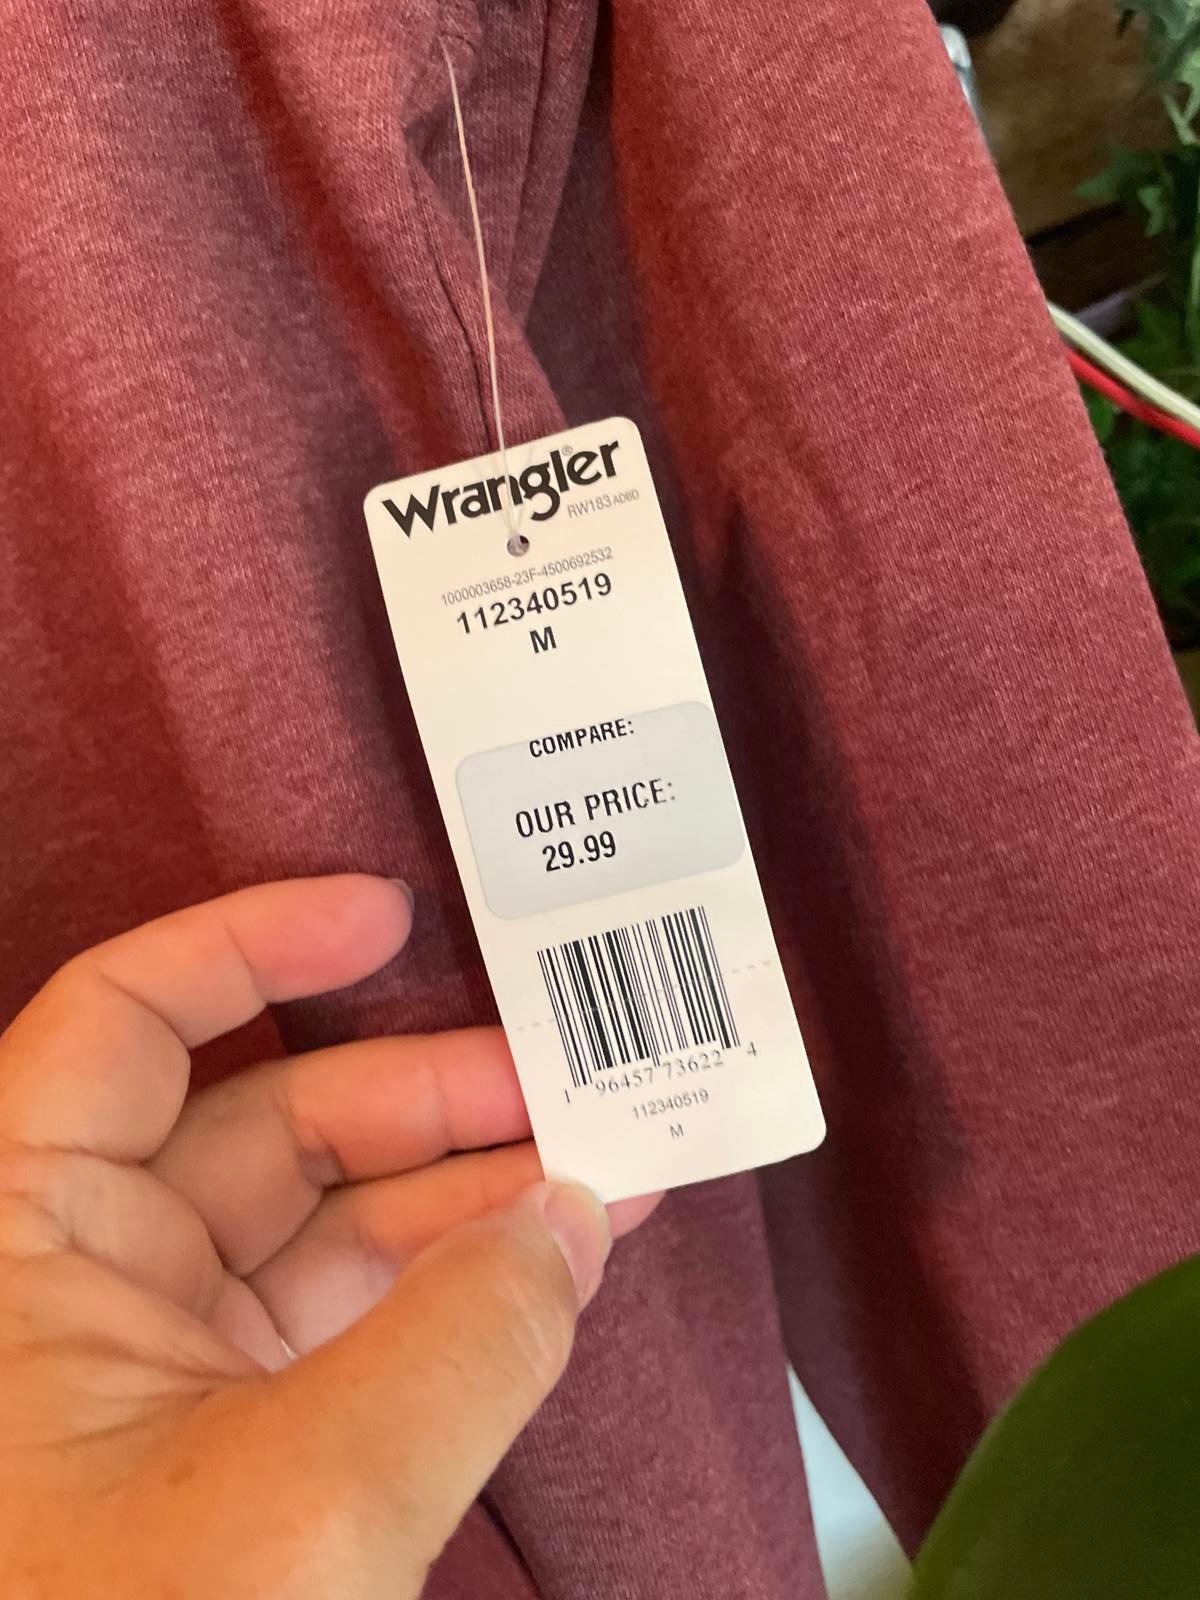 Wrangler®
RW183 ADBD
1000003658-23F-4500692532
112340519
M
COMPARE:
OUR PRICE:
29.99
1 96457 73622 4
112340519
M